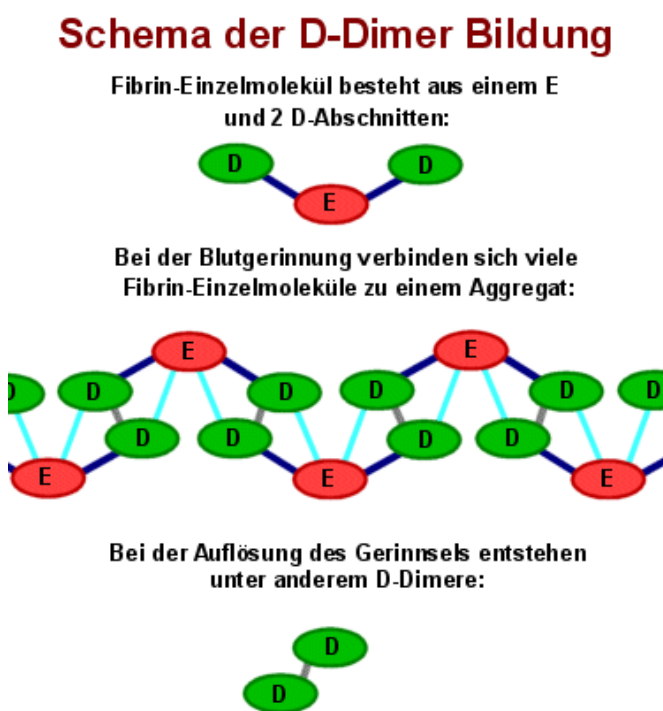 Schema der D-Dimer Bildung
Fibrin-Einzelmolekül besteht aus einem E
und 2 D-Abschnitten:
D D
E
Bei der Blutgerinnung verbinden sich viele
Fibrin-Einzelmoleküle zu einem Aggregat:
E E
D D D D D D
D D D D
E E E
Bei der Auflösung des Gerinnsels entstehen
unter anderem D-Dimere:
D
D